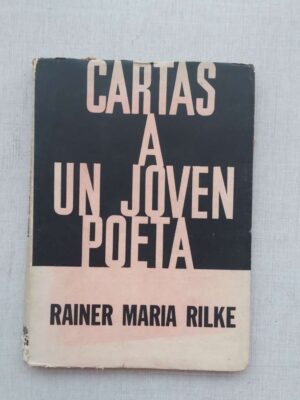 CARTAS
A
UN JOVEN
POETA
RAINER MARIA RILKE